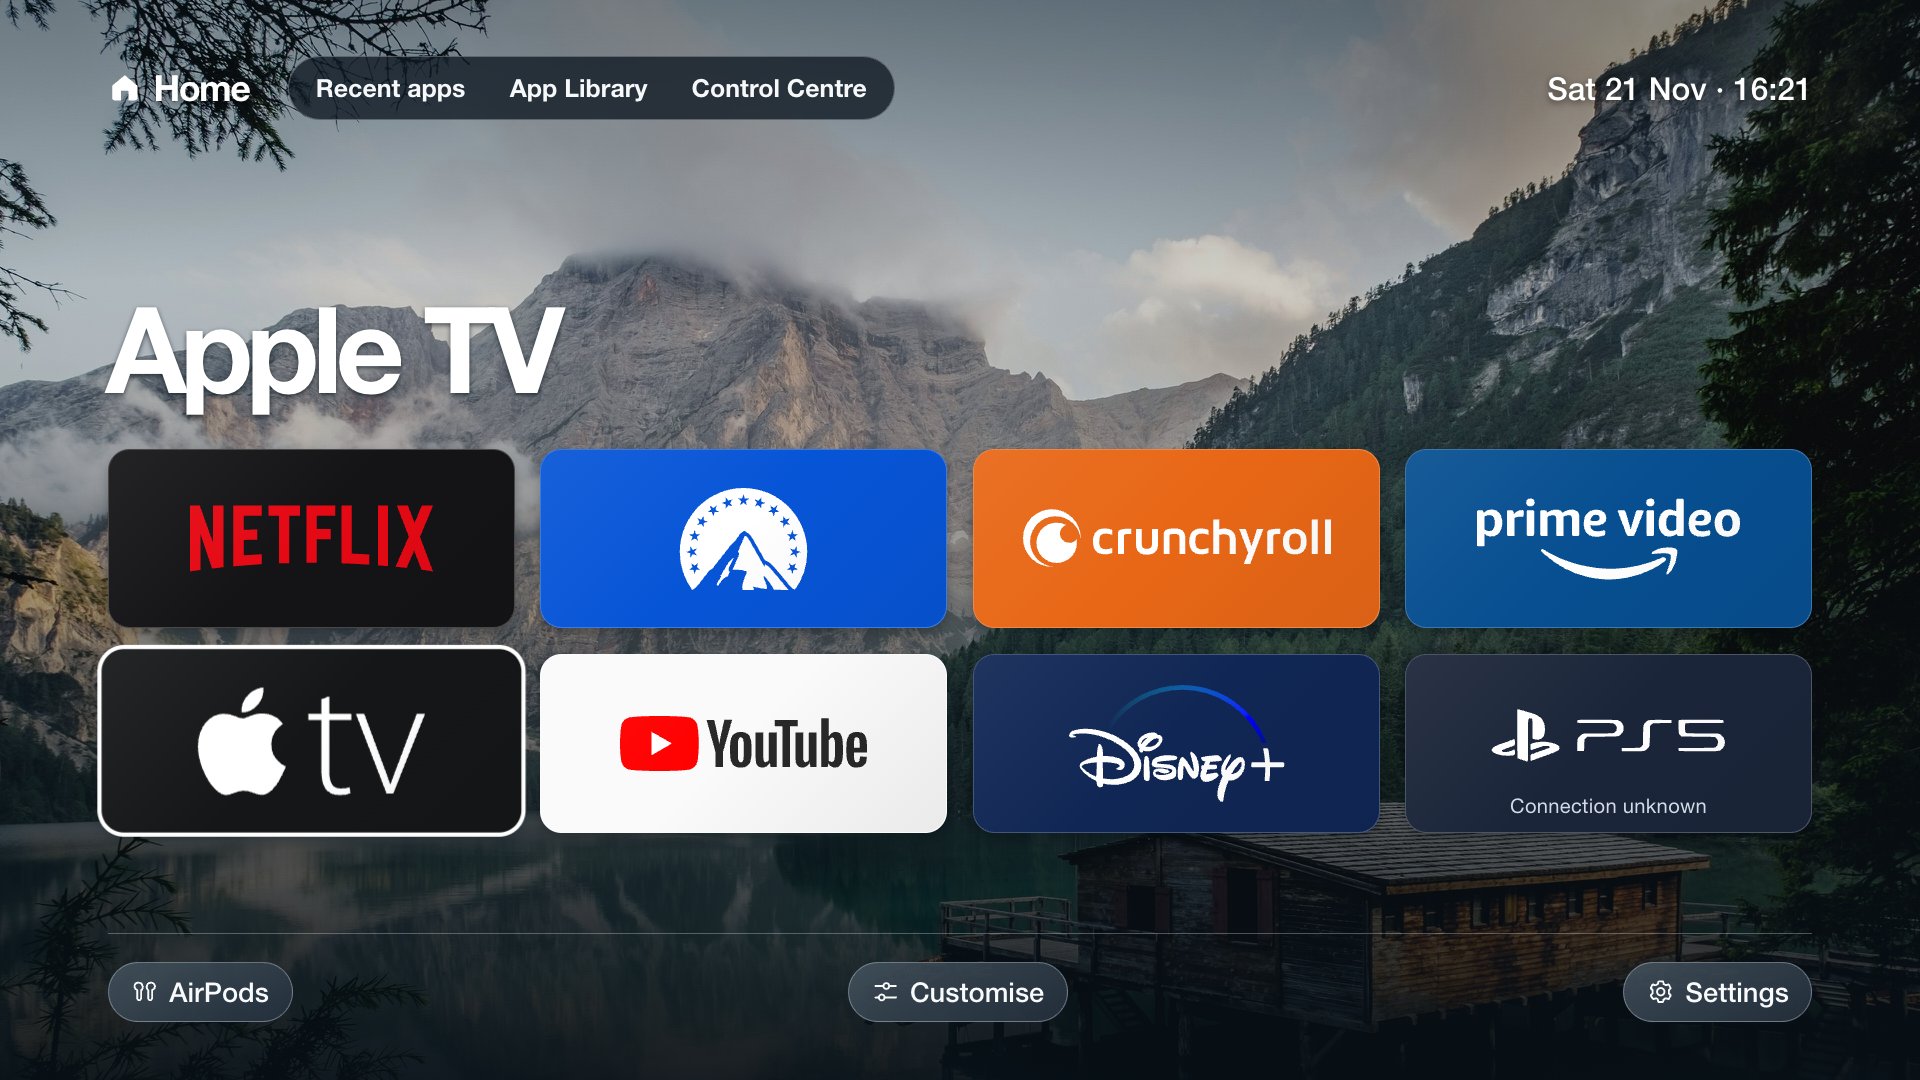 Home
Recent apps
App Library
Control Centre
Sat 21 Nov · 16:21
Apple TV
NETFLIX
crunchyroll
prime video
tv
YouTube
Disney+
PS5
Connection unknown
AirPods
Customise
Settings